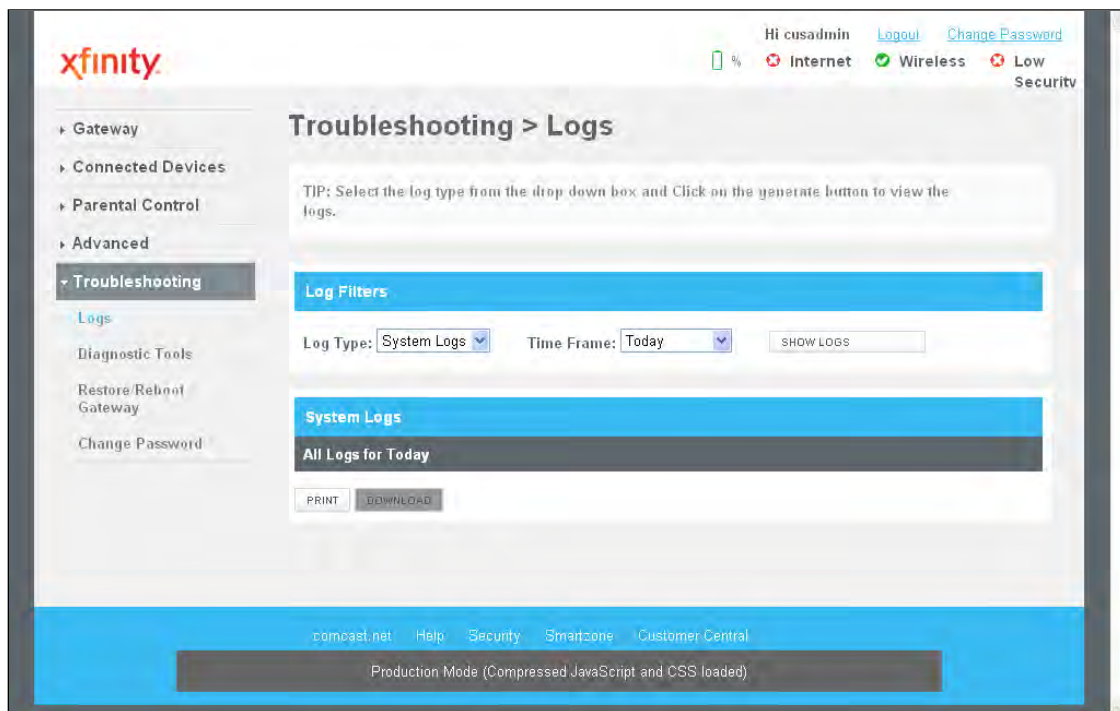 Hi cusadmin Logout Change Password
xfinity.
% Internet Wireless Low Security
Gateway
Connected Devices
Parental Control
Advanced
Troubleshooting
Logs
Diagnostic Tools
Restore/Reboot
Gateway
Change Password
Troubleshooting > Logs
TIP: Select the log type from the drop down box and Click on the generate button to view the
logs.
Log Filters
Log Type: System Logs Time Frame: Today SHOW LOGS
System Logs
All Logs for Today
PRINT DOWNLOAD
comcast.net Help Security Smartzone Customer Central
Production Mode (Compressed JavaScript and CSS loaded)